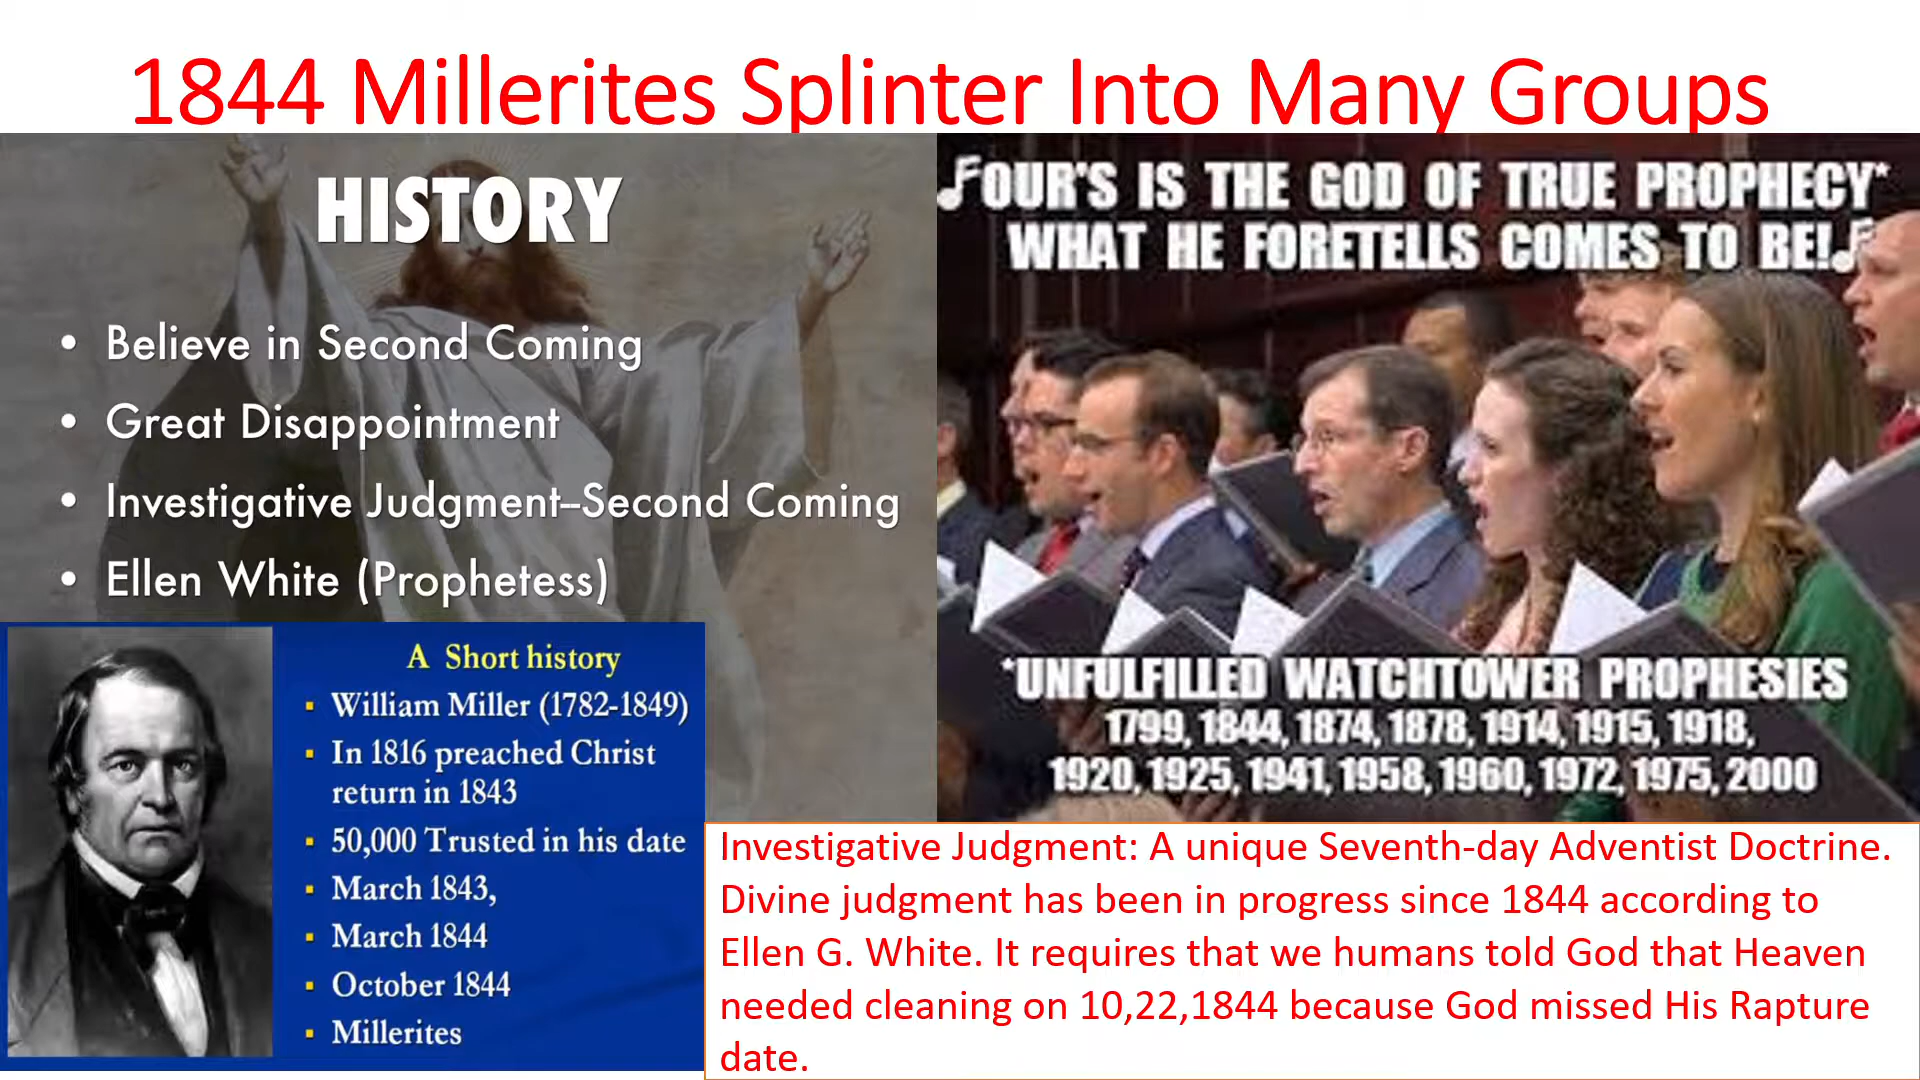 1844 Millerites Splinter Into Many Groups
HISTORY
• Believe in Second Coming
• Great Disappointment
• Investigative Judgment–Second Coming
• Ellen White (Prophetess)
OUR'S IS THE GOD OF TRUE PROPHECY*
WHAT HE FORETELLS COMES TO BE!
*UNFULFILLED WATCHTOWER PROPHESIES
1799, 1844, 1874, 1878, 1914, 1915, 1918,
1920, 1925, 1941, 1958, 1960, 1972, 1975, 2000
A Short history
▪ William Miller (1782-1849)
▪ In 1816 preached Christ
return in 1843
▪ 50,000 Trusted in his date
▪ March 1843,
▪ March 1844
▪ October 1844
▪ Millerites
Investigative Judgment: A unique Seventh-day Adventist Doctrine.
Divine judgment has been in progress since 1844 according to
Ellen G. White. It requires that we humans told God that Heaven
needed cleaning on 10,22,1844 because God missed His Rapture
date.